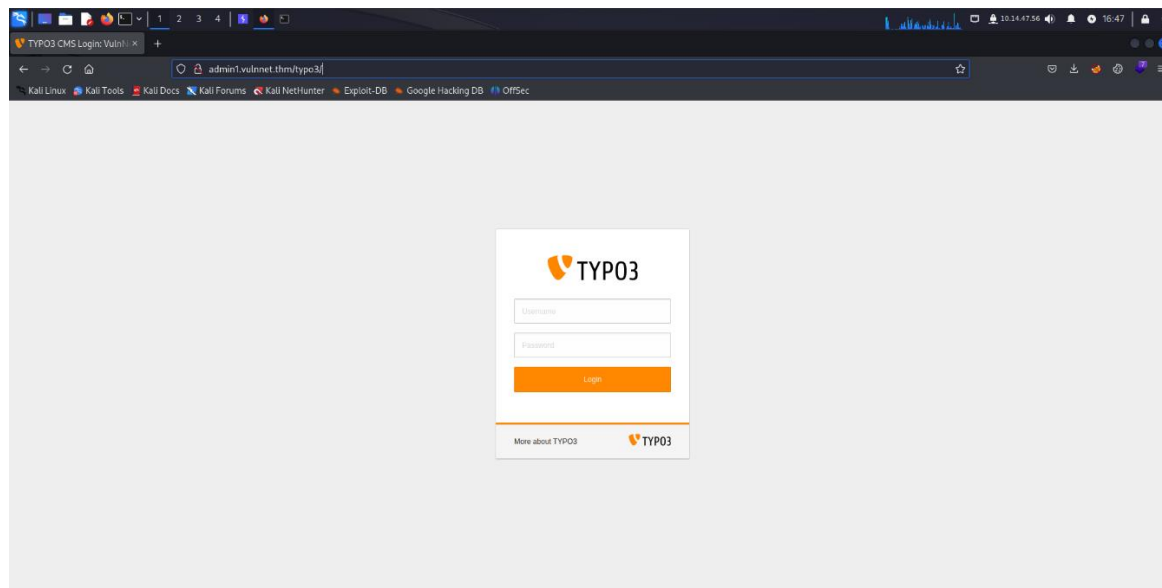 1 2 3 4
10.14.47.56
16:47
TYPO3 CMS Login: VulnN
admin1.vulnnet.thm/typo3/
Kali Linux Kali Tools Kali Docs Kali Forums Kali NetHunter Exploit-DB Google Hacking DB OffSec
TYPO3
Username
Password
Login
More about TYPO3 TYPO3